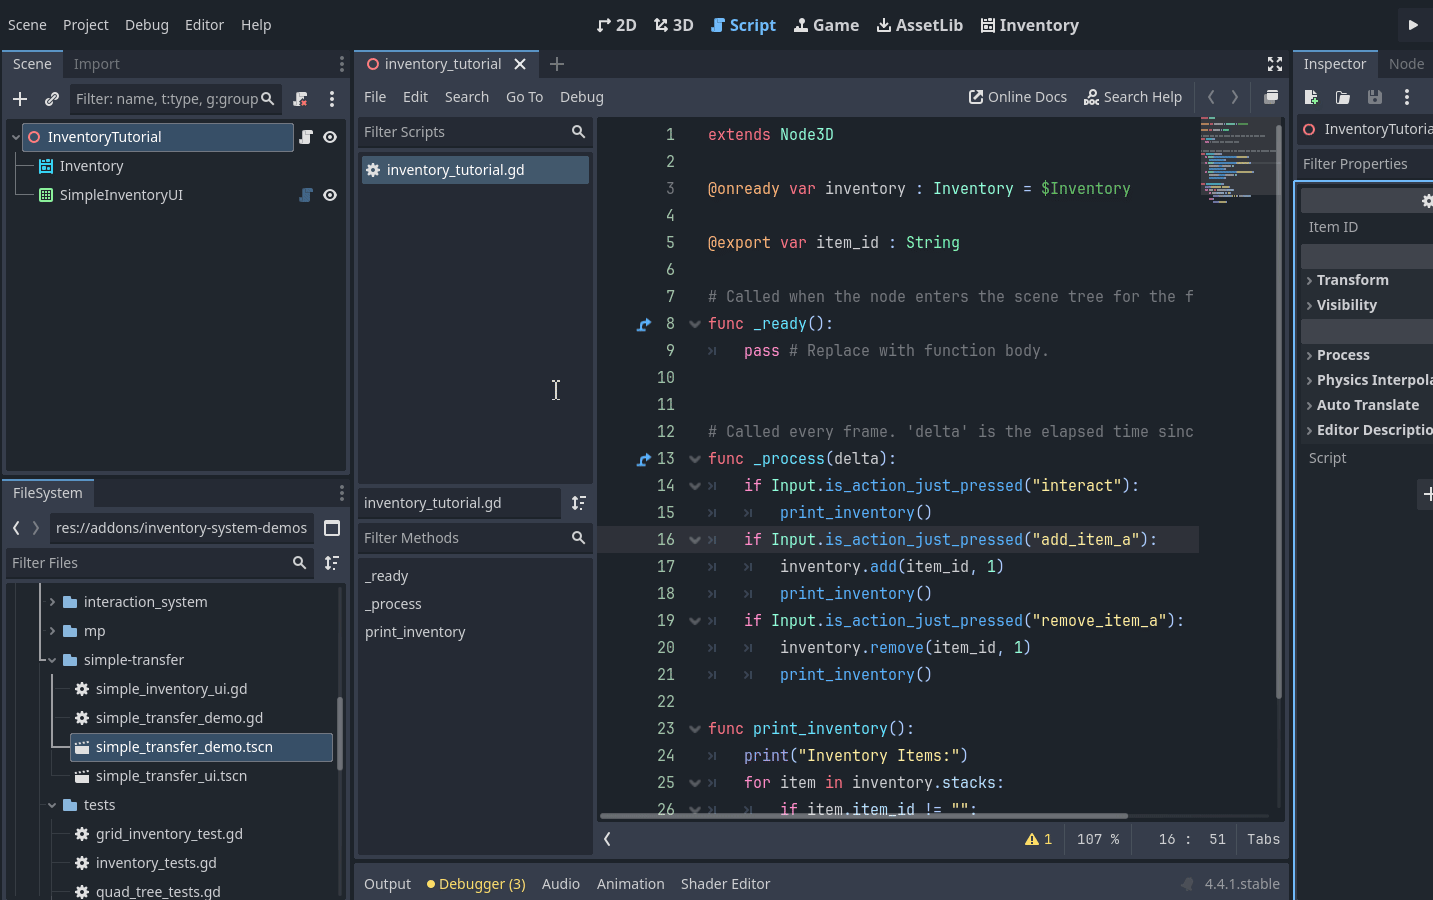 Scene Project Debug Editor Help
2D 3D Script Game AssetLib Inventory
Scene Import
Filter: name, t:type, g:group
InventoryTutorial
Inventory
SimpleInventoryUI
FileSystem
res://addons/inventory-system-demos
Filter Files
interaction_system
mp
simple-transfer
simple_inventory_ui.gd
simple_transfer_demo.gd
simple_transfer_demo.tscn
simple_transfer_ui.tscn
tests
grid_inventory_test.gd
inventory_tests.gd
quad_tree_tests.gd
inventory_tutorial
File Edit Search Go To Debug
Online Docs Search Help
Filter Scripts
inventory_tutorial.gd
inventory_tutorial.gd
Filter Methods
_ready
_process
print_inventory
1 extends Node3D
2
3 @onready var inventory : Inventory = $Inventory
4
5 @export var item_id : String
6
7 # Called when the node enters the scene tree for the f
8 func _ready():
9 pass # Replace with function body.
10
11
12 # Called every frame. 'delta' is the elapsed time sinc
13 func _process(delta):
14 if Input.is_action_just_pressed("interact"):
15 print_inventory()
16 if Input.is_action_just_pressed("add_item_a"):
17 inventory.add(item_id, 1)
18 print_inventory()
19 if Input.is_action_just_pressed("remove_item_a"):
20 inventory.remove(item_id, 1)
21 print_inventory()
22
23 func print_inventory():
24 print("Inventory Items:")
25 for item in inventory.stacks:
26 if item.item_id != "":
1 107 % 16 : 51 Tabs
Output Debugger (3) Audio Animation Shader Editor
4.4.1.stable
Inspector Node
InventoryTutoria
Filter Properties
Item ID
Transform
Visibility
Process
Physics Interpola
Auto Translate
Editor Descriptio
Script